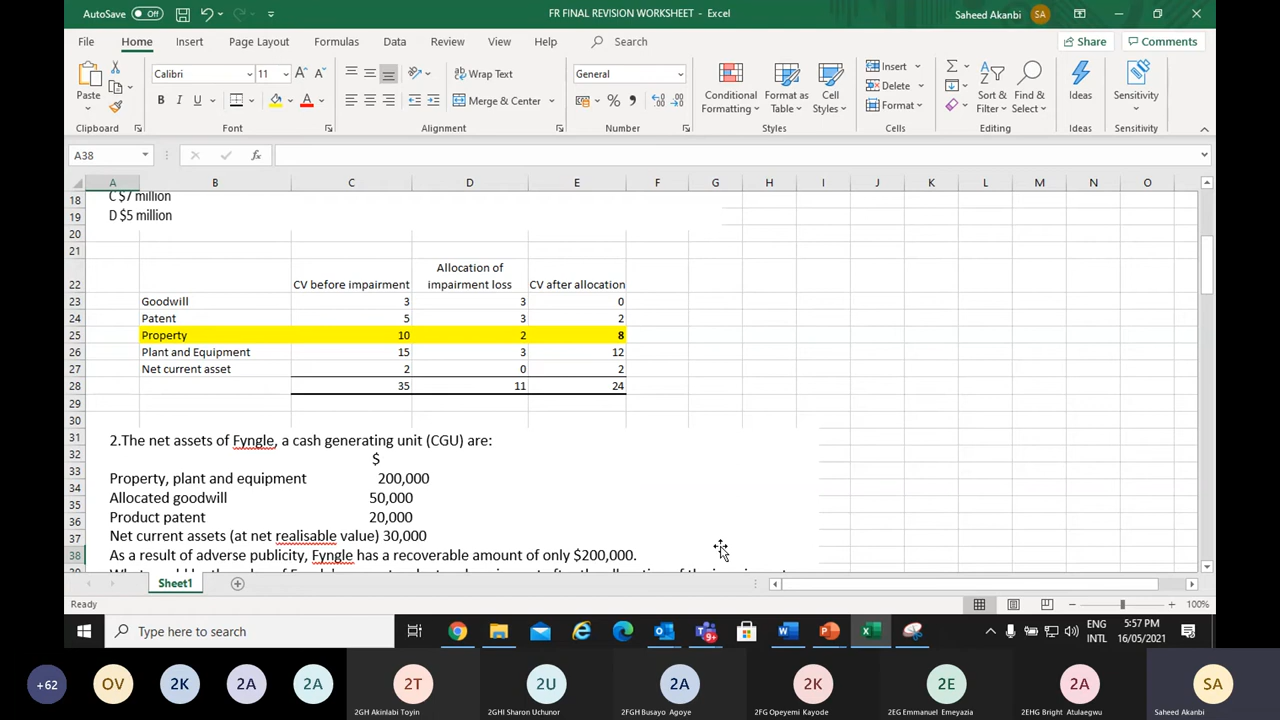 AutoSave Off FR FINAL REVISION WORKSHEET - Excel Saheed Akanbi SA
File Home Insert Draw Page Layout Formulas Data Review View Help Search Share Comments
Calibri 11 A A Wrap Text General
Paste B I U A Merge & Center % Conditional Formatting Format as Table Cell Styles Insert Delete Format Sort & Filter Find & Select Ideas Sensitivity
Clipboard Font Alignment Number Styles Cells Editing Ideas Sensitivity
A38 fx
A B C D E F G H I J K L M N O
18 C $7 million
19 D $5 million
20
21
22 CV before impairment Allocation of impairment loss CV after allocation
23 Goodwill 3 3 0
24 Patent 5 3 2
25 Property 10 2 8
26 Plant and Equipment 15 3 12
27 Net current asset 2 0 2
28 35 11 24
29
30
31 2.The net assets of Fyngle, a cash generating unit (CGU) are:
32 $
33 Property, plant and equipment 200,000
34
35 Allocated goodwill 50,000
36 Product patent 20,000
37 Net current assets (at net realisable value) 30,000
38 As a result of adverse publicity, Fyngle has a recoverable amount of only $200,000.
Sheet1
Ready 100%
Type here to search 9+ ENG INTL 5:57 PM 16/05/2021
+62 OV 2K 2A 2A 2T 2U 2A 2K 2E 2A SA
2GH Akinlabi Toyin 2GHI Sharon Uchunor 2FGH Busayo Agoye 2FG Opeyemi Kayode 2EG Emmanuel Emeyazia 2EHG Bright Atulaegwu Saheed Akanbi